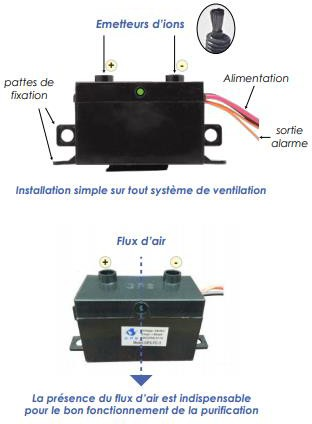 Emetteurs d'ions
+
-
pattes de
fixation
Alimentation
sortie
alarme
Installation simple sur tout système de ventilation
Flux d'air
+
-
La présence du flux d'air est indispensable
pour le bon fonctionnement de la purification